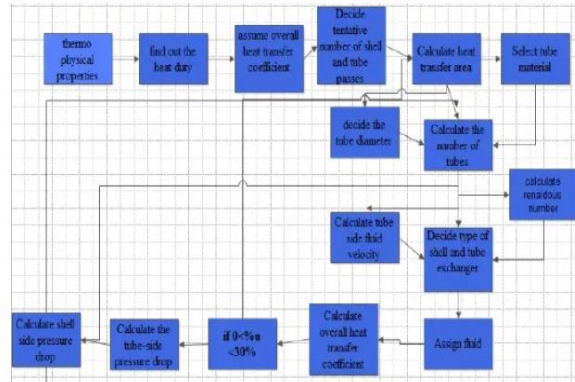 thermo
physical
properties
find out the
heat duty
assume overall
heat transfer
coefficient
Decide
tentative
number of shell
and tube
passes
Calculate heat
transfer area
Select tube
material
decide the
tube diameter
Calculate the
number of
tubes
calculate
renaidous
number
Calculate tube
side fluid
velocity
Decide type of
shell and tube
exchanger
Calculate shell
side pressure
drop
Calculate the
tube-side
pressure drop
if 0<%u
<30%
Calculate
overall heat
transfer
coefficient
Assign fluid